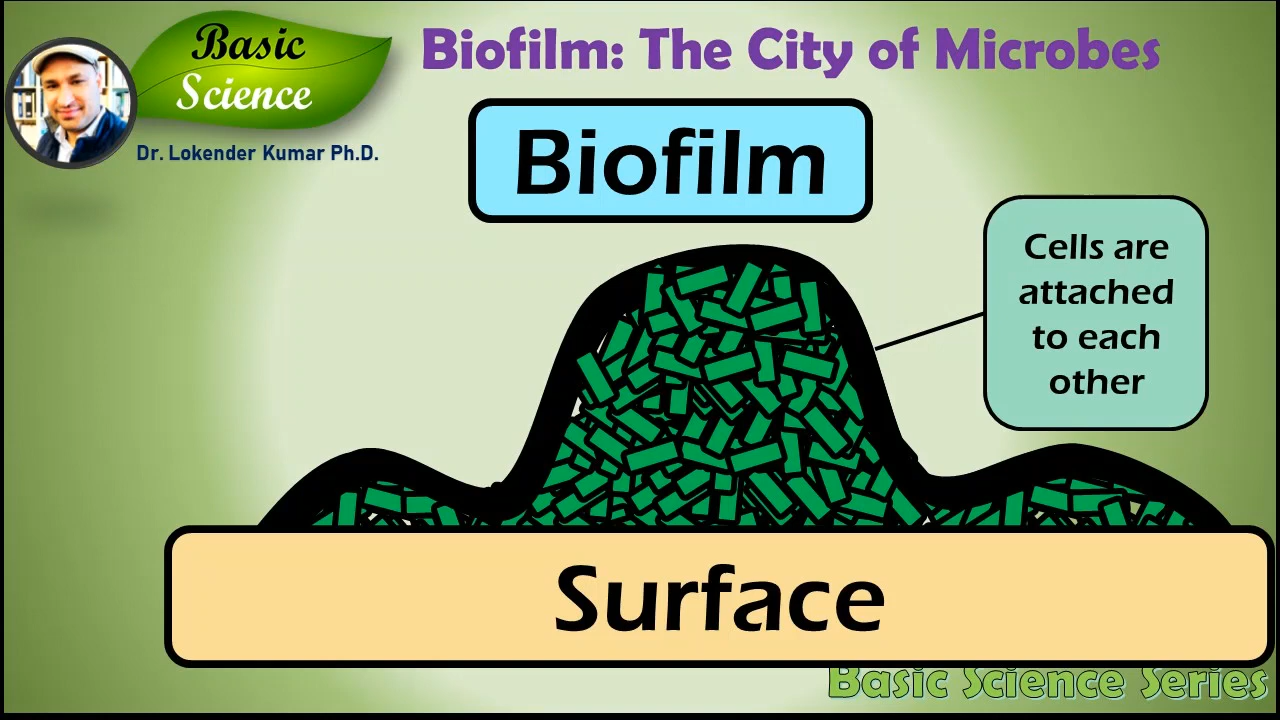 Basic
Science
Dr. Lokender Kumar Ph.D.
Biofilm: The City of Microbes
Biofilm
Cells are
attached
to each
other
Surface
Basic Science Series